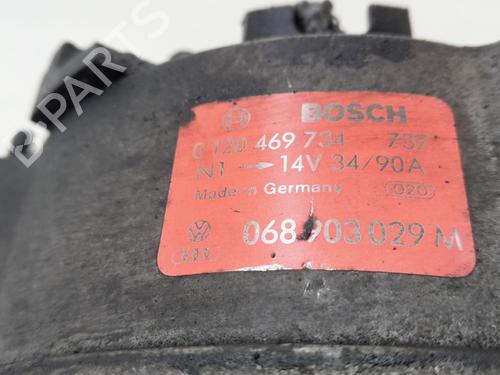 B-PARTS
BOSCH
0 120 469 734 737
N1 → 14V 34/90A
Made in Germany 020
068 903 029 M